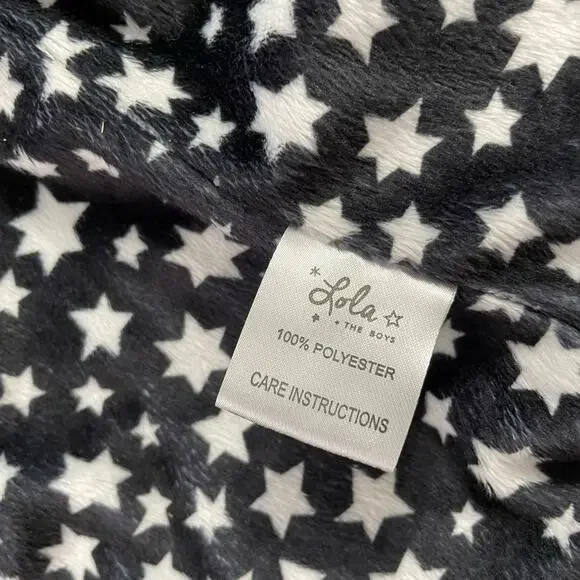 Lola
+ THE BOYS
100% POLYESTER
CARE INSTRUCTIONS